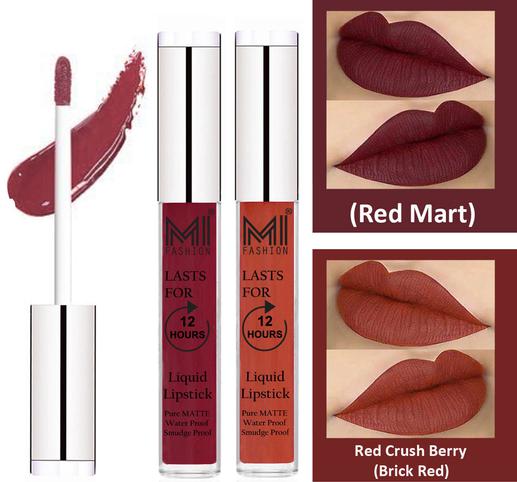 MI®
FASHION
LASTS
FOR
12
HOURS
Liquid
Lipstick
Pure MATTE
Water Proof
Smudge Proof
MI®
FASHION
LASTS
FOR
12
HOURS
Liquid
Lipstick
Pure MATTE
Water Proof
Smudge Proof
(Red Mart)
Red Crush Berry
(Brick Red)